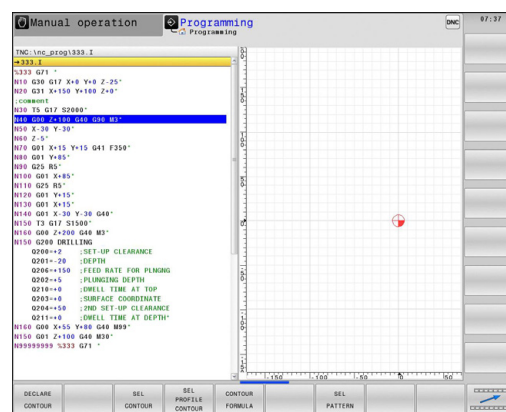 Manual operation
Programming
Programming
DNC
07:37
TNC:\nc_prog\333.I
→333.I
%333 G71 *
N10 G30 G17 X+0 Y+0 Z-25*
N20 G31 X+150 Y+100 Z+0*
;comment
N30 T5 G17 S2000*
N40 G00 Z+100 G40 G90 M3*
N50 X-30 Y-30*
N60 Z-5*
N70 G01 X+15 Y+15 G41 F350*
N80 G01 Y+85*
N90 G25 R5*
N100 G01 X+85*
N110 G25 R5*
N120 G01 Y+15*
N130 G01 X+15*
N140 G01 X-30 Y-30 G40*
N150 T3 G17 S1500*
N160 G00 Z+200 G40 M3*
N150 G200 DRILLING
Q200=+2 ;SET-UP CLEARANCE
Q201=-20 ;DEPTH
Q206=+150 ;FEED RATE FOR PLNGNG
Q202=+5 ;PLUNGING DEPTH
Q210=+0 ;DWELL TIME AT TOP
Q203=+0 ;SURFACE COORDINATE
Q204=+50 ;2ND SET-UP CLEARANCE
Q211=+0 ;DWELL TIME AT DEPTH*
N160 G00 X+55 Y+80 G40 M99*
N150 G01 Z+100 G40 M30*
N99999999 %333 G71 *
-150 -100 -50 0 50
DECLARE CONTOUR
SEL CONTOUR
SEL PROFILE CONTOUR
CONTOUR FORMULA
SEL PATTERN